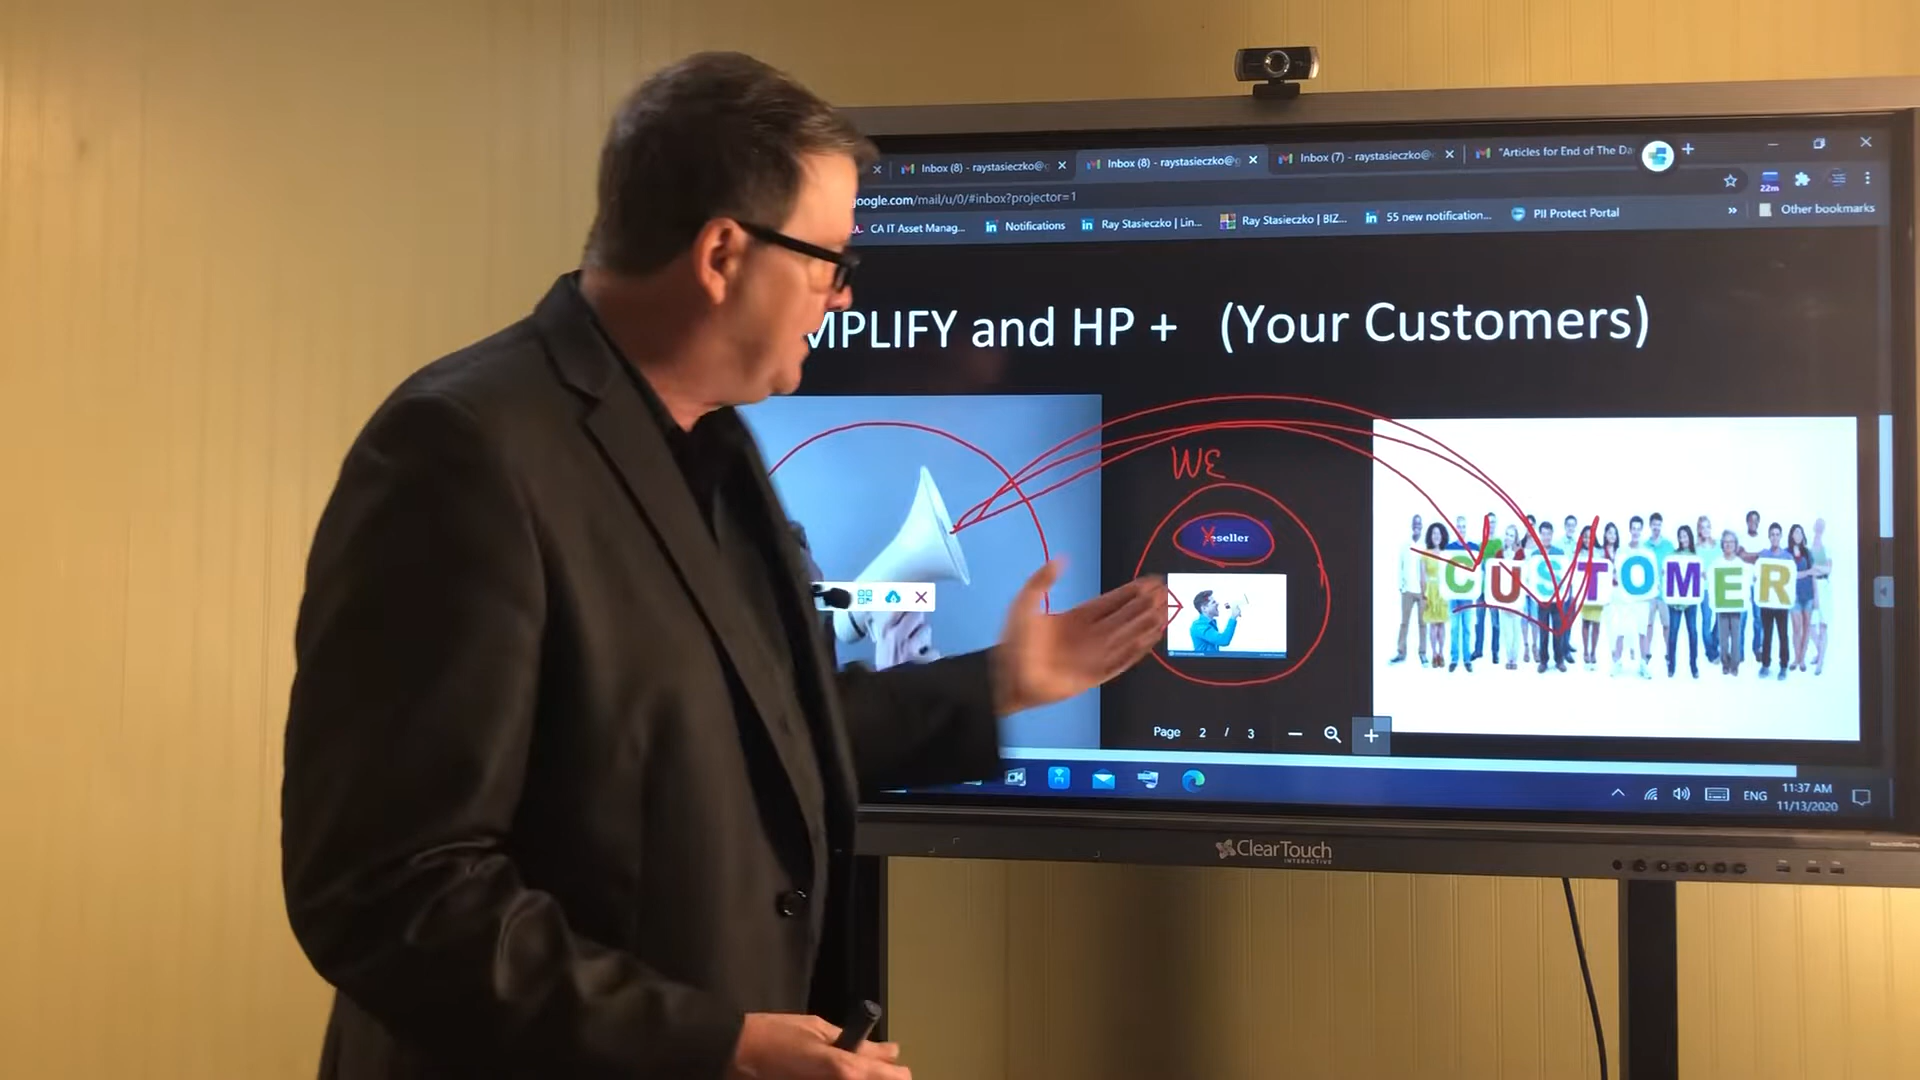 Inbox (8) - raystasieczko@
Inbox (8) - raystasieczko@g
Inbox (7) - raystasieczko@
"Articles for End of The Da
google.com/mail/u/0/#inbox?projector=1
22m
CA IT Asset Manag...
Notifications
Ray Stasieczko | Lin...
Ray Stasieczko | BIZ...
55 new notification...
PII Protect Portal
»
Other bookmarks
MPLIFY and HP + (Your Customers)
WE
eseller
CUSTOMER
Page 2 / 3
ENG
11:37 AM
11/13/2020
ClearTouch
INTERACTIVE